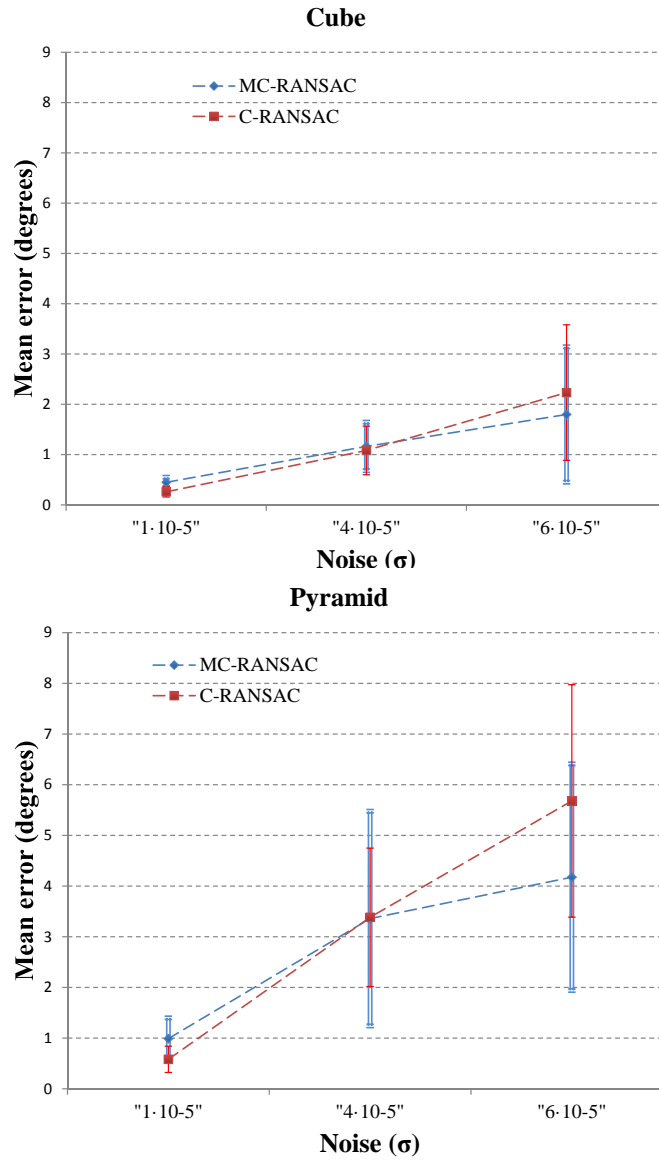 Cube
9
8
7
6
5
4
3
2
1
0
Mean error (degrees)
MC-RANSAC
C-RANSAC
"1·10-5" "4·10-5" "6·10-5"
Noise (σ)
Pyramid
9
8
7
6
5
4
3
2
1
0
Mean error (degrees)
MC-RANSAC
C-RANSAC
"1·10-5" "4·10-5" "6·10-5"
Noise (σ)